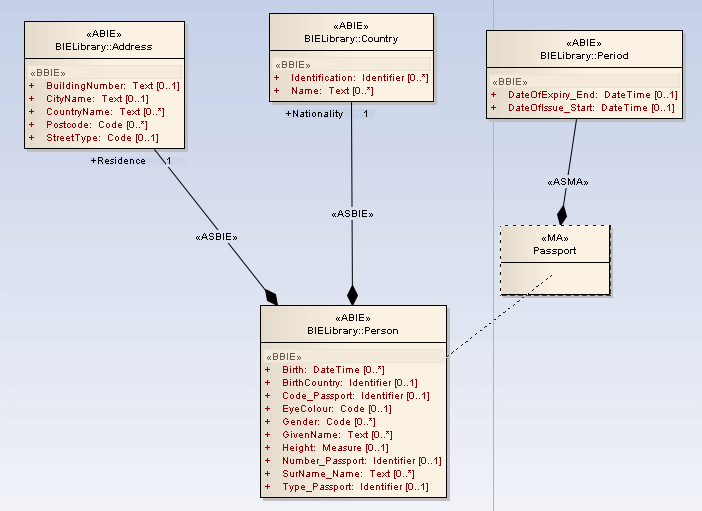 «ABIE»
BIELibrary::Address
«BBIE»
+ BuildingNumber: Text [0..1]
+ CityName: Text [0..1]
+ CountryName: Text [0..*]
+ Postcode: Code [0..*]
+ StreetType: Code [0..1]
«ABIE»
BIELibrary::Country
«BBIE»
+ Identification: Identifier [0..*]
+ Name: Text [0..*]
«ABIE»
BIELibrary::Period
«BBIE»
+ DateOfExpiry_End: DateTime [0..1]
+ DateOfIssue_Start: DateTime [0..1]
+Residence 1
+Nationality 1
«ASBIE»
«ASBIE»
«ASMA»
«MA»
Passport
«ABIE»
BIELibrary::Person
«BBIE»
+ Birth: DateTime [0..*]
+ BirthCountry: Identifier [0..1]
+ Code_Passport: Identifier [0..1]
+ EyeColour: Code [0..1]
+ Gender: Code [0..*]
+ GivenName: Text [0..*]
+ Height: Measure [0..1]
+ Number_Passport: Identifier [0..1]
+ SurName_Name: Text [0..*]
+ Type_Passport: Identifier [0..1]